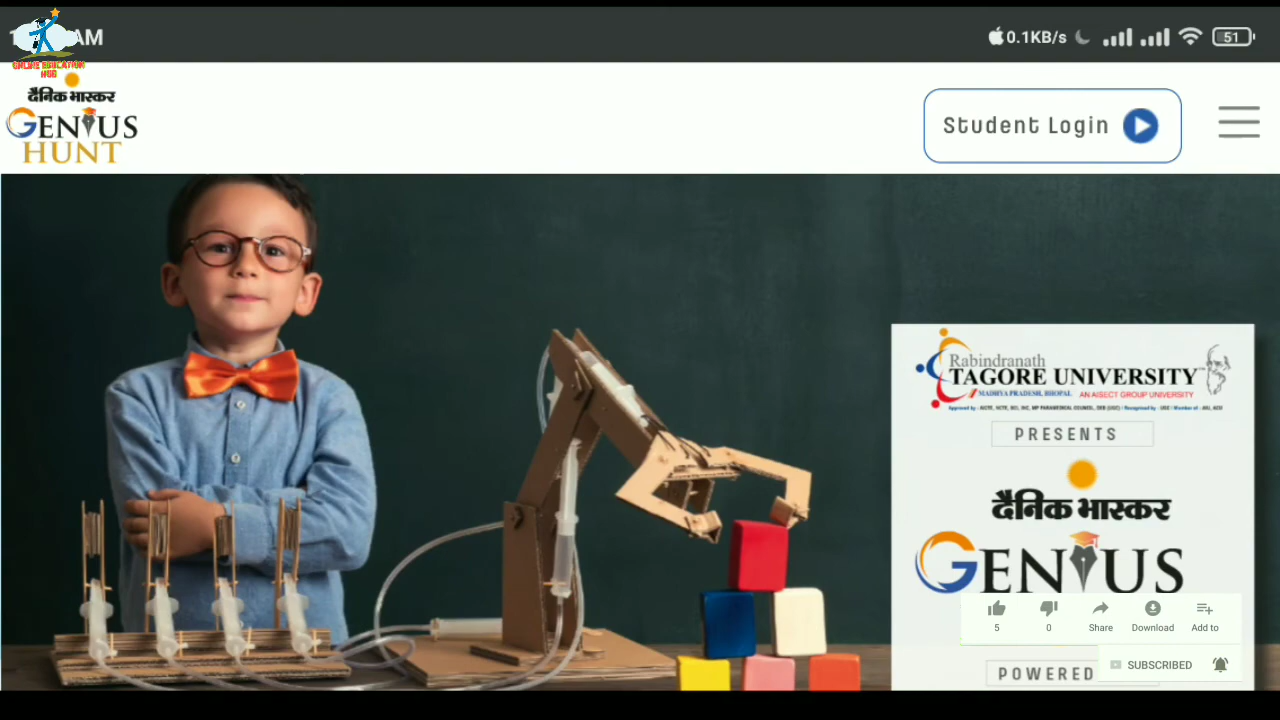 AM
0.1KB/s
51
ONLINE EDUCATION
HUB
दैनिक भास्कर
GENIUS
HUNT
Student Login
Rabindranath
TAGORE UNIVERSITY
MADHYA PRADESH, BHOPAL AN AISECT GROUP UNIVERSITY
PRESENTS
दैनिक भास्कर
GENIUS
5
0
Share
Download
Add to
POWERED
SUBSCRIBED